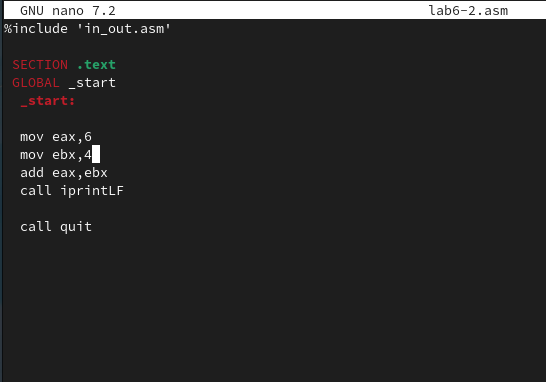 GNU nano 7.2 lab6-2.asm
%include 'in_out.asm'
SECTION .text
GLOBAL _start
_start:
mov eax,6
mov ebx,4
add eax,ebx
call iprintLF
call quit